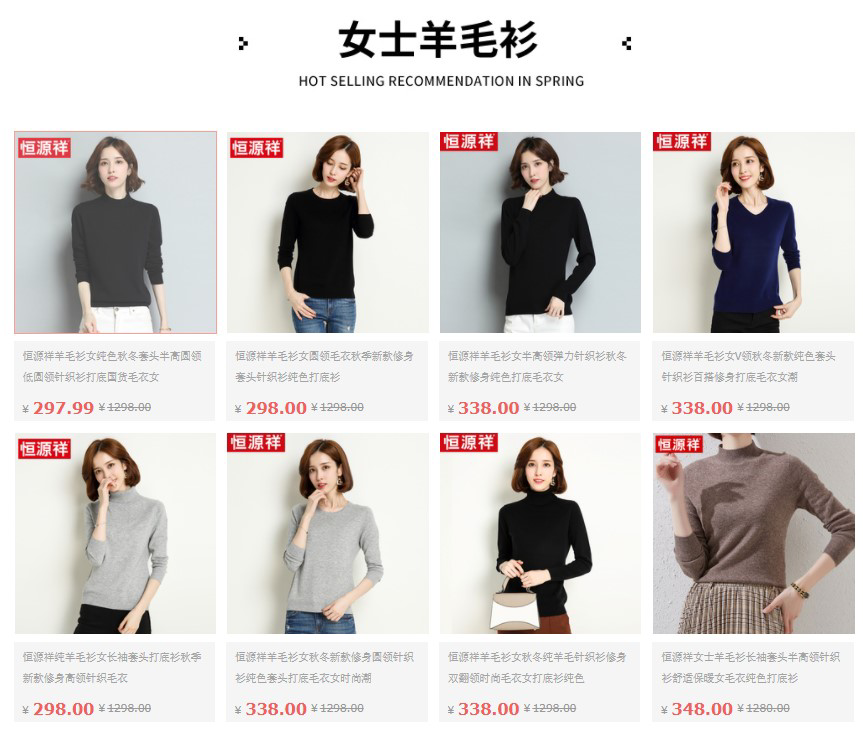 女士羊毛衫
HOT SELLING RECOMMENDATION IN SPRING
恒源祥
恒源祥
恒源祥
恒源祥
恒源祥羊毛衫女纯色秋冬套头半高圆领
低圆领针织衫打底国货毛衣女
¥ 297.99 ¥ 1298.00
恒源祥羊毛衫女圆领毛衣秋季新款修身
套头针织衫纯色打底衫
¥ 298.00 ¥ 1298.00
恒源祥羊毛衫女半高领弹力针织衫秋冬
新款修身纯色打底毛衣女
¥ 338.00 ¥ 1298.00
恒源祥羊毛衫女V领秋冬新款纯色套头
针织衫百搭修身打底毛衣女潮
¥ 338.00 ¥ 1298.00
恒源祥
恒源祥
恒源祥
恒源祥
恒源祥纯羊毛衫女长袖套头打底衫秋季
新款修身高领针织毛衣
¥ 298.00 ¥ 1298.00
恒源祥羊毛衫女秋冬新款修身圆领针织
衫纯色套头打底毛衣女时尚潮
¥ 338.00 ¥ 1298.00
恒源祥羊毛衫女秋冬纯羊毛针织衫修身
双翻领时尚毛衣女打底衫纯色
¥ 338.00 ¥ 1298.00
恒源祥女士羊毛衫长袖套头半高领针织
衫舒适保暖女毛衣纯色打底衫
¥ 348.00 ¥ 1280.00